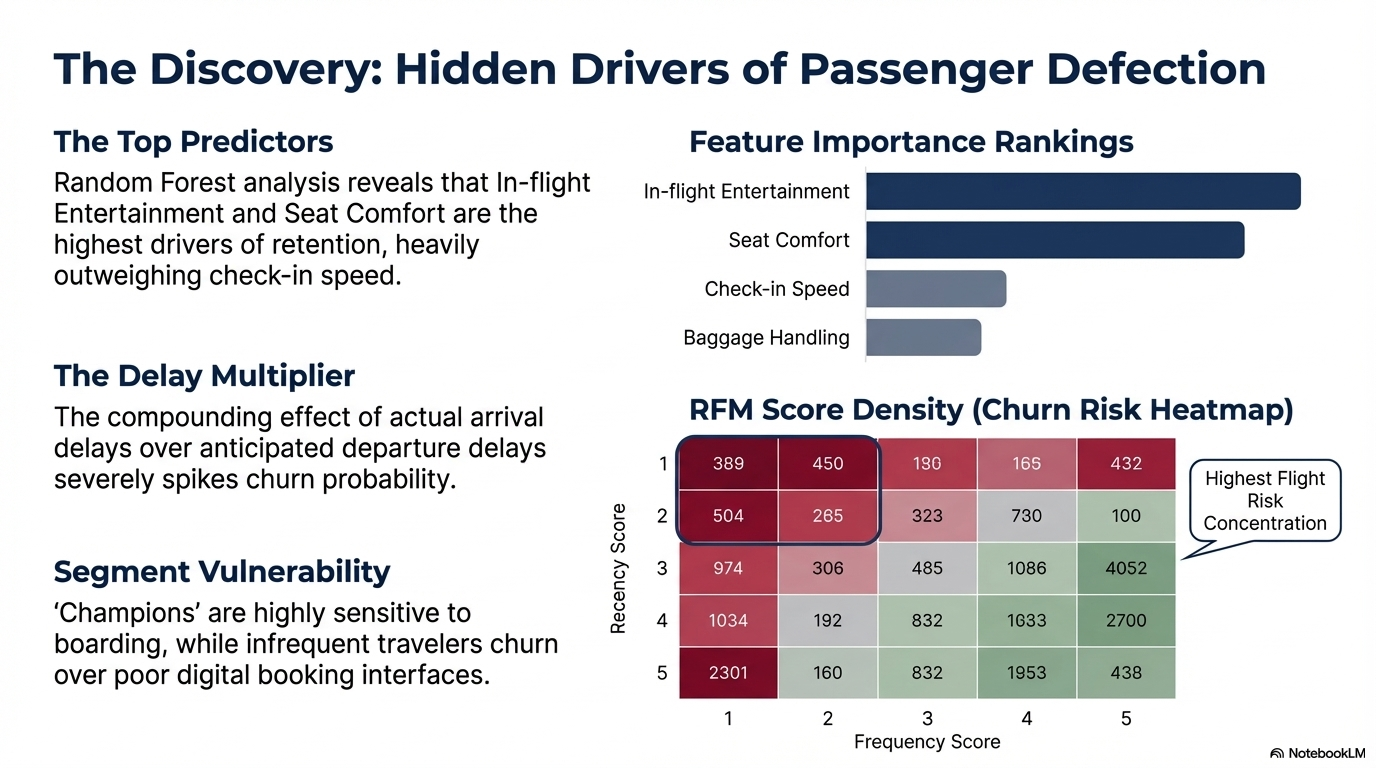 The Discovery: Hidden Drivers of Passenger Defection
The Top Predictors
Random Forest analysis reveals that In-flight
Entertainment and Seat Comfort are the
highest drivers of retention, heavily
outweighing check-in speed.
The Delay Multiplier
The compounding effect of actual arrival
delays over anticipated departure delays
severely spikes churn probability.
Segment Vulnerability
‘Champions’ are highly sensitive to
boarding, while infrequent travelers churn
over poor digital booking interfaces.
Feature Importance Rankings
In-flight Entertainment
Seat Comfort
Check-in Speed
Baggage Handling
RFM Score Density (Churn Risk Heatmap)
Recency Score
1 389 450 432
2 504 265 323 730 100
3 974 306 485 1086 4052
4 1034 192 832 2700
5 2301 160 832 1953 438
1 2 3 4 5
Frequency Score
Highest Flight
Risk
Concentration
NotebookLM